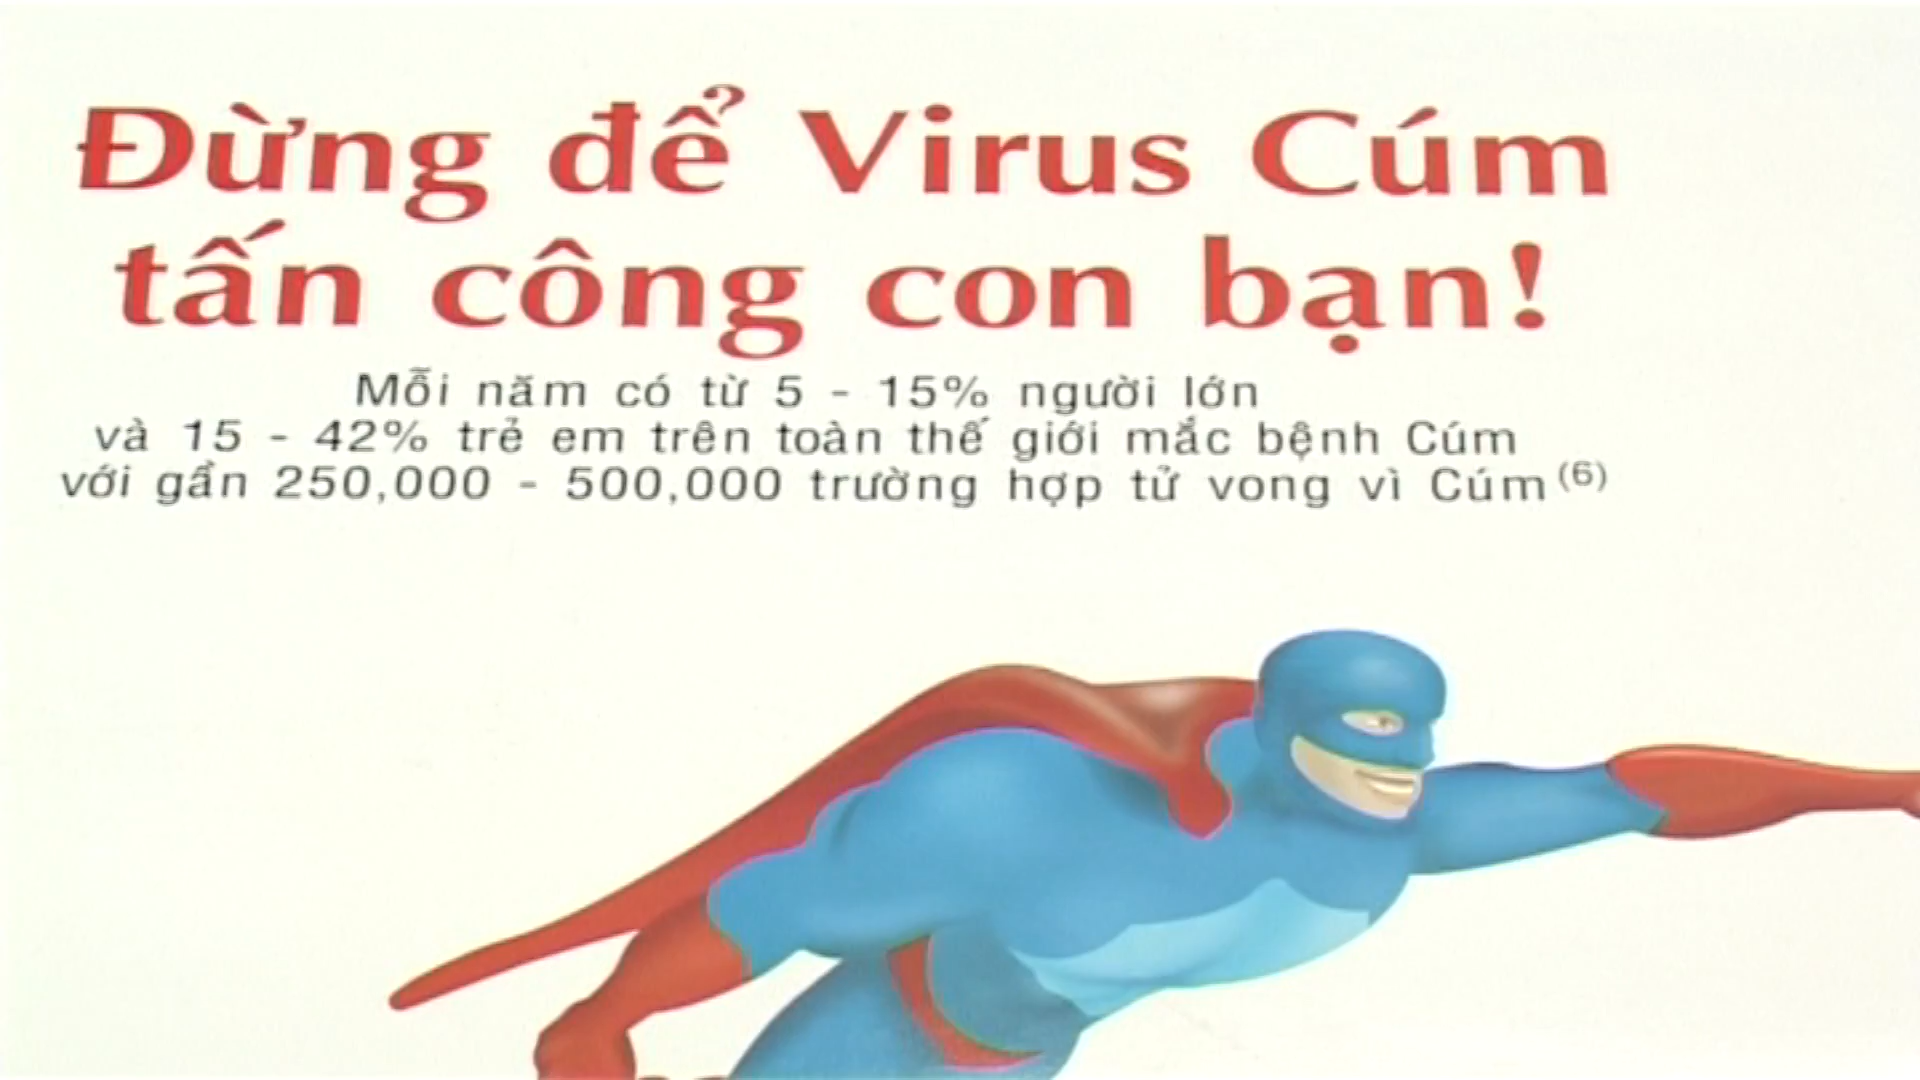 Đừng để Virus Cúm
tấn công con bạn!
Mỗi năm có từ 5 - 15% người lớn
và 15 - 42% trẻ em trên toàn thế giới mắc bệnh Cúm
với gần 250,000 - 500,000 trường hợp tử vong vì Cúm (6)